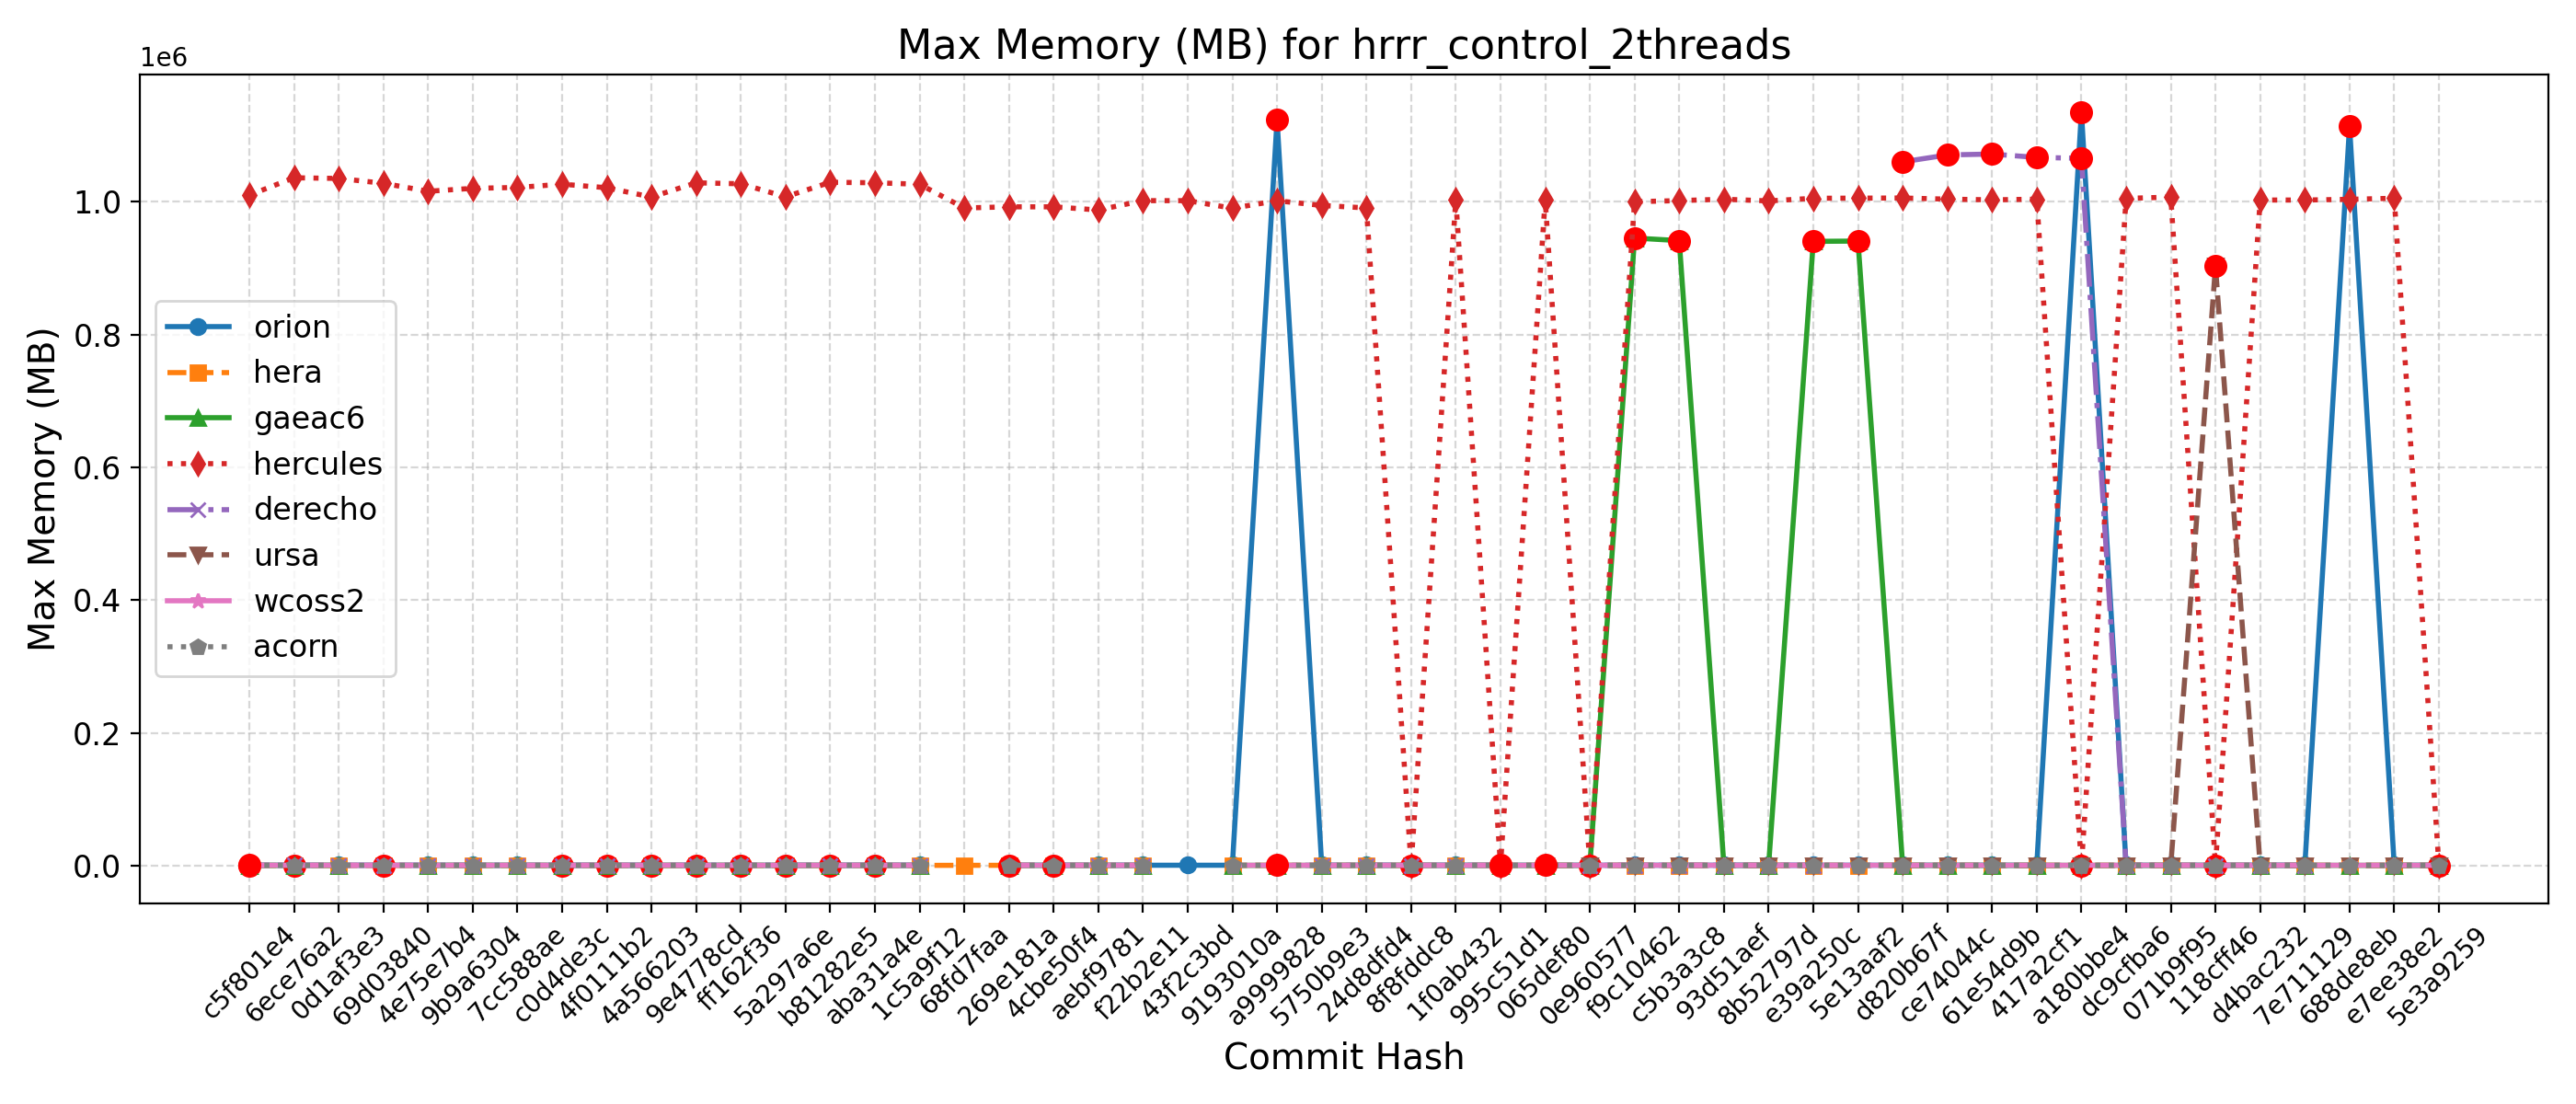 Max Memory (MB) for hrrr_control_2threads
1e6
1.0
0.8
0.6
0.4
0.2
0.0
Max Memory (MB)
orion
hera
gaeac6
hercules
derecho
ursa
wcoss2
acorn
c5f801e4
6ece76a2
0d1af3e3
69d03840
4e75e7b4
9b9a6304
7cc588ae
c0d4de3c
4f0111b2
4a566203
9e4778cd
ff162f36
5a297a6e
b81282e5
aba31a4e
1c5a9f12
68fd7faa
269e181a
4cbe50f4
aebf9781
f22b2e11
43f2c3bd
9193010a
a9999828
5750b9e3
24d8dfd4
8f8fddc8
1f0ab432
995c51d1
065def80
0e960577
f9c10462
c5b3a3c8
93d51aef
8b52797d
e39a250c
5e13aaf2
d820b67f
ce74044c
61e54d9b
417a2cf1
a180bbe4
dc9cfba6
071b9f95
118cff46
d4bac232
7e711129
688de8eb
e7ee38e2
5e3a9259
Commit Hash